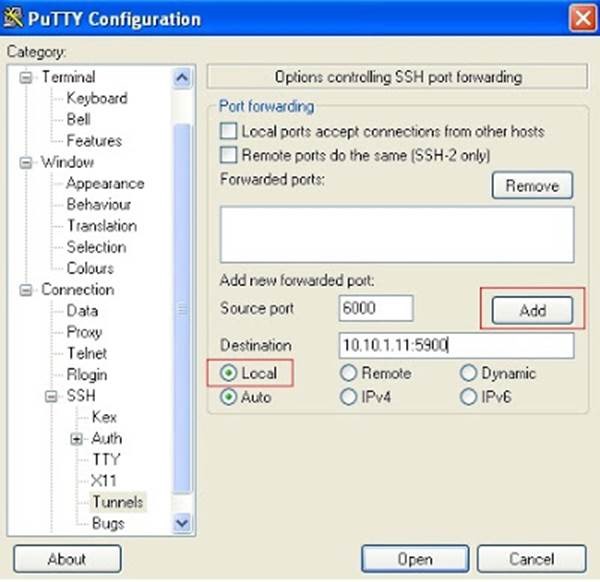 PuTTY Configuration
Category:
Terminal
Keyboard
Bell
Features
Window
Appearance
Behaviour
Translation
Selection
Colours
Connection
Data
Proxy
Telnet
Rlogin
SSH
Kex
Auth
TTY
X11
Tunnels
Bugs
Options controlling SSH port forwarding
Port forwarding
Local ports accept connections from other hosts
Remote ports do the same (SSH-2 only)
Forwarded ports:
Remove
Add new forwarded port:
Source port 6000 Add
Destination 10.10.1.11:5900
Local Remote Dynamic
Auto IPv4 IPv6
About Open Cancel